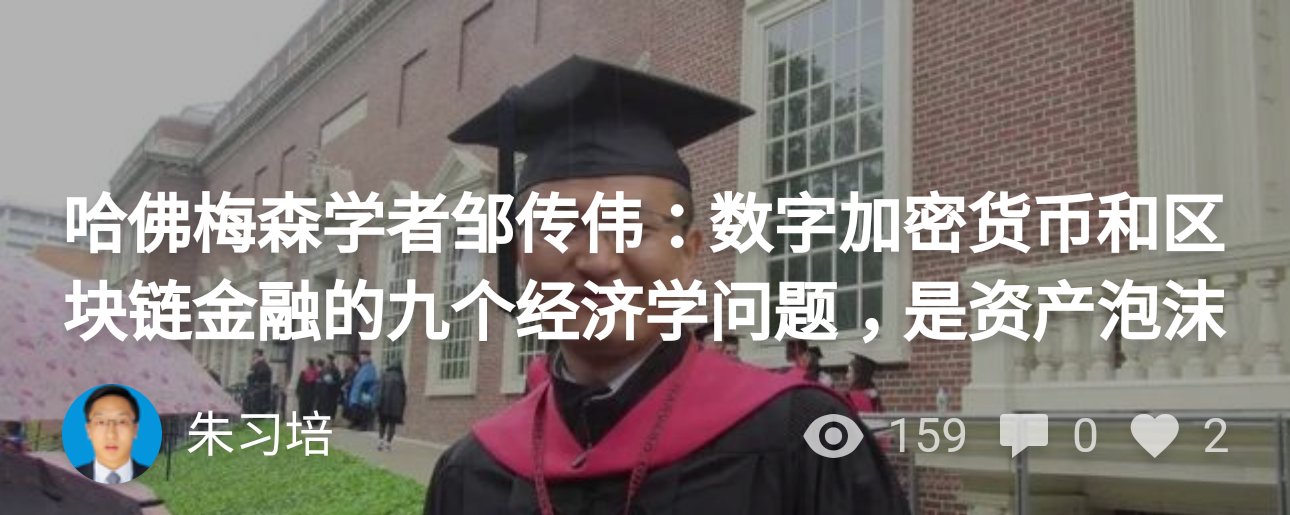 哈佛梅森学者邹传伟：数字加密货币和区
块链金融的九个经济学问题，是资产泡沫
朱习培 159 0 2